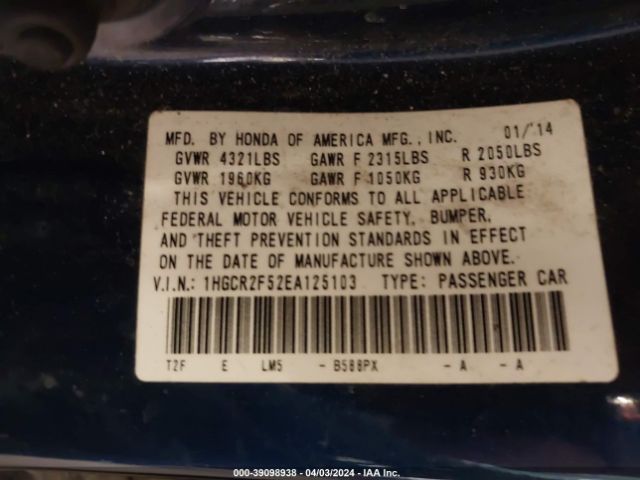 MFD. BY HONDA OF AMERICA MFG., INC. 01/'14
GVWR 4321LBS GAWR F 2315LBS R 2050LBS
GVWR 1960KG GAWR F 1050KG R 930KG
THIS VEHICLE CONFORMS TO ALL APPLICABLE
FEDERAL MOTOR VEHICLE SAFETY, BUMPER,
AND THEFT PREVENTION STANDARDS IN EFFECT
ON THE DATE OF MANUFACTURE SHOWN ABOVE.
V.I.N.: 1HGCR2F52EA125103 TYPE: PASSENGER CAR
T2F E LM5 - B588PX - A - A
000-39098938 - 04/03/2024 - IAA Inc.